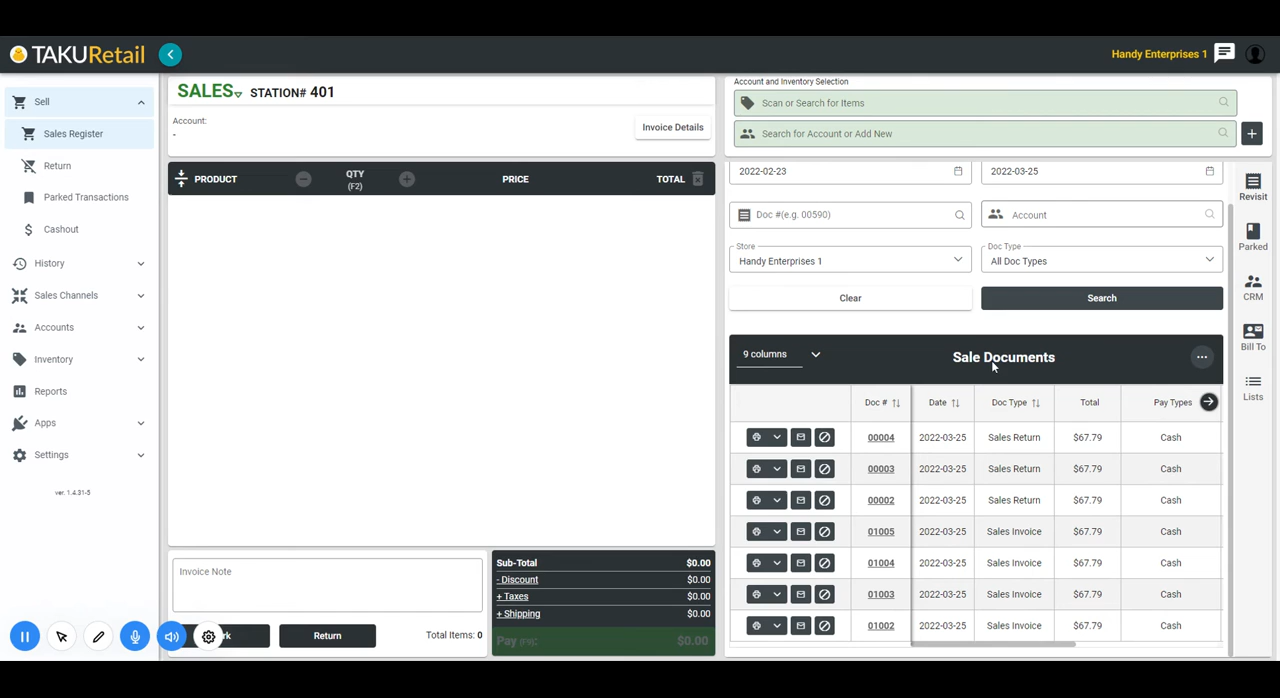 TAKURetail
Handy Enterprises 1
Sell
Sales Register
Return
Parked Transactions
Cashout
History
Sales Channels
Accounts
Inventory
Reports
Apps
Settings
ver. 1.4.31-5
SALES STATION# 401
Account:
-
Invoice Details
PRODUCT QTY (F2) PRICE TOTAL
Invoice Note
Return
Total Items: 0
Sub-Total $0.00
- Discount $0.00
+ Taxes $0.00
+ Shipping $0.00
Pay (F9): $0.00
Account and Inventory Selection
Scan or Search for Items
Search for Account or Add New
2022-02-23 2022-03-25
Doc #(e.g. 00590) Account
Store Doc Type
Handy Enterprises 1 All Doc Types
Clear Search
9 columns Sale Documents
Doc # Date Doc Type Total Pay Types
00004 2022-03-25 Sales Return $67.79 Cash
00003 2022-03-25 Sales Return $67.79 Cash
00002 2022-03-25 Sales Return $67.79 Cash
01005 2022-03-25 Sales Invoice $67.79 Cash
01004 2022-03-25 Sales Invoice $67.79 Cash
01003 2022-03-25 Sales Invoice $67.79 Cash
01002 2022-03-25 Sales Invoice $67.79 Cash
Revisit
Parked
CRM
Bill To
Lists